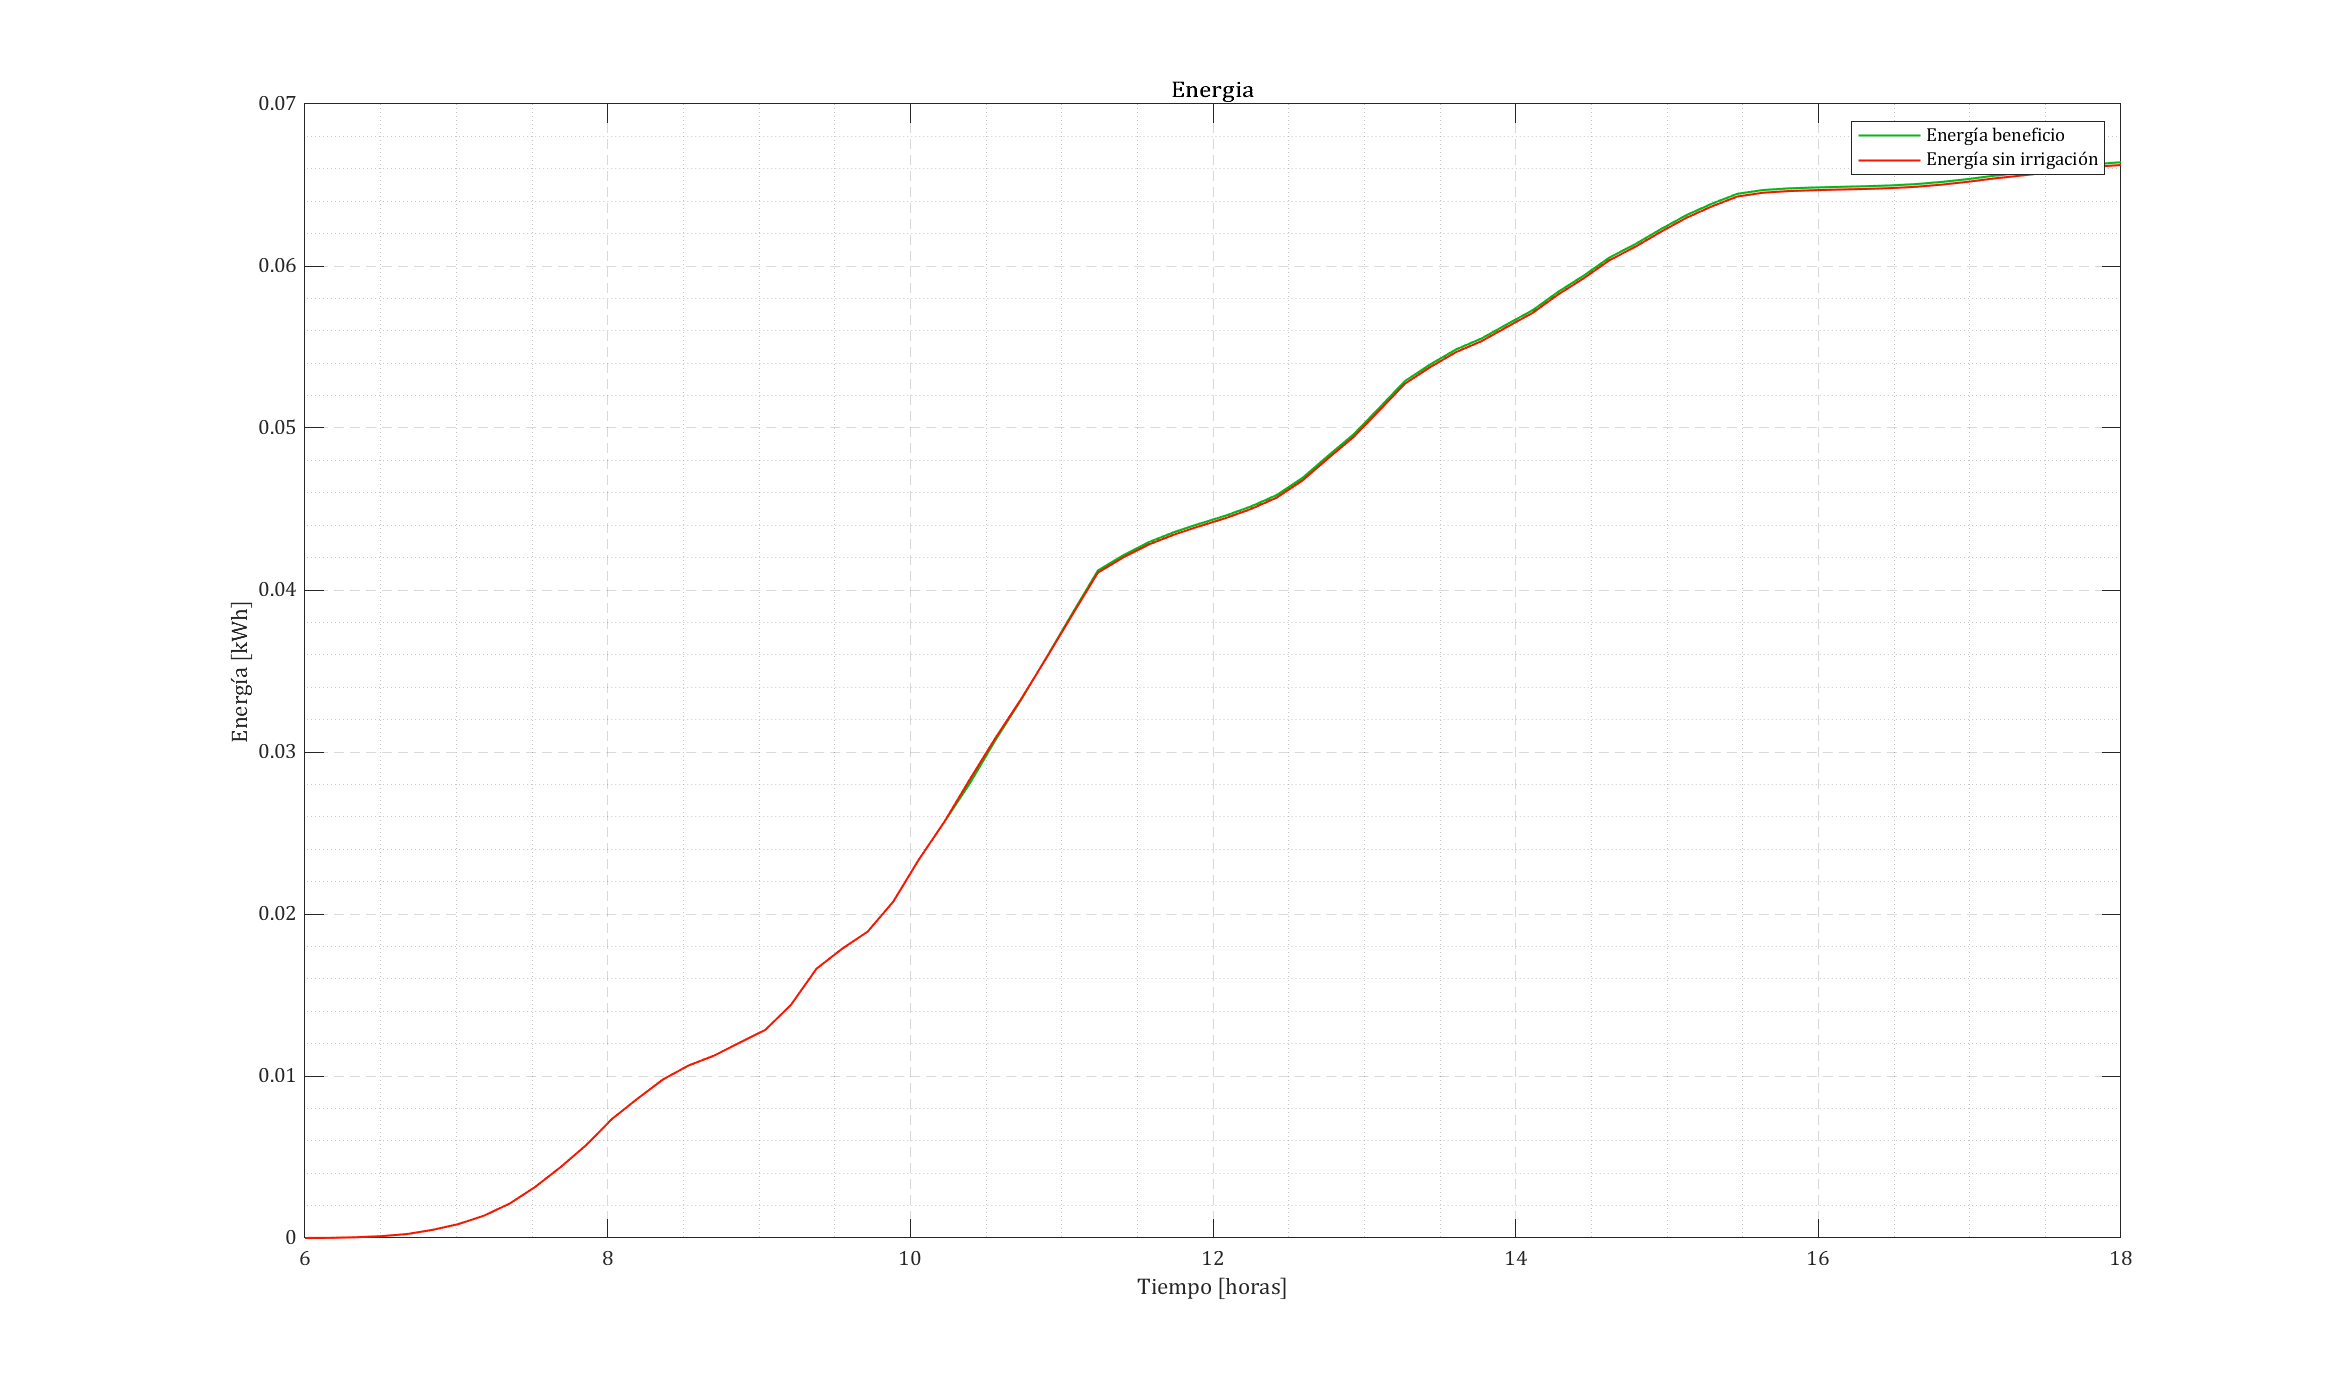 Energia
0.07
0.06
0.05
0.04
0.03
0.02
0.01
0
Energía [kWh]
Energía beneficio
Energía sin irrigación
6 8 10 12 14 16 18
Tiempo [horas]